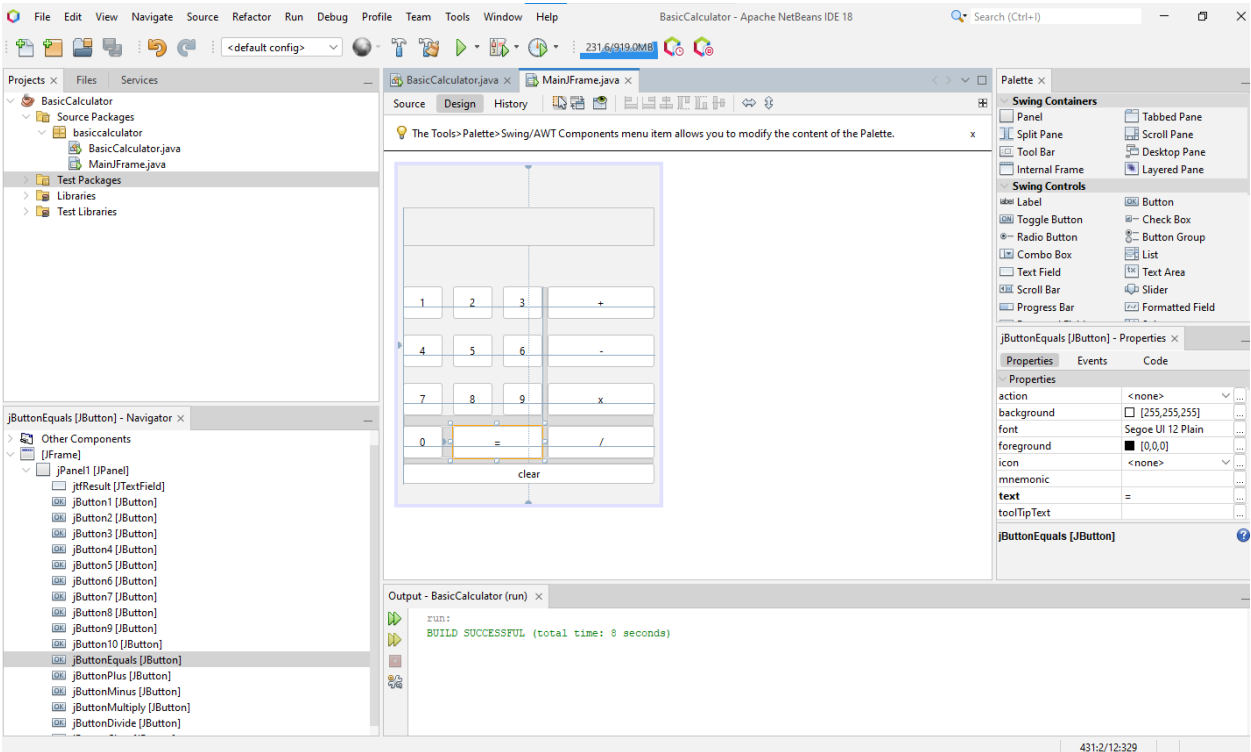 File Edit View Navigate Source Refactor Run Debug Profile Team Tools Window Help BasicCalculator - Apache NetBeans IDE 18 Search (Ctrl+I)
<default config> 231,6/919,0MB
Projects Files Services
BasicCalculator
Source Packages
basiccalculator
BasicCalculator.java
MainJFrame.java
Test Packages
Libraries
Test Libraries
jButtonEquals [JButton] - Navigator
Other Components
[JFrame]
jPanel1 [JPanel]
jtfResult [JTextField]
jButton1 [JButton]
jButton2 [JButton]
jButton3 [JButton]
jButton4 [JButton]
jButton5 [JButton]
jButton6 [JButton]
jButton7 [JButton]
jButton8 [JButton]
jButton9 [JButton]
jButton10 [JButton]
jButtonEquals [JButton]
jButtonPlus [JButton]
jButtonMinus [JButton]
jButtonMultiply [JButton]
jButtonDivide [JButton]
BasicCalculator.java MainJFrame.java
Source Design History
The Tools>Palette>Swing/AWT Components menu item allows you to modify the content of the Palette. x
1 2 3 +
4 5 6 -
7 8 9 x
0 = /
clear
Output - BasicCalculator (run)
run:
BUILD SUCCESSFUL (total time: 8 seconds)
Palette
Swing Containers
Panel Tabbed Pane
Split Pane Scroll Pane
Tool Bar Desktop Pane
Internal Frame Layered Pane
Swing Controls
label Label OK Button
ON Toggle Button Check Box
Radio Button Button Group
Combo Box List
Text Field Text Area
Scroll Bar Slider
Progress Bar Formatted Field
jButtonEquals [JButton] - Properties
Properties Events Code
Properties
action <none> ...
background [255,255,255] ...
font Segoe UI 12 Plain ...
foreground [0,0,0] ...
icon <none> ...
mnemonic ...
text = ...
toolTipText ...
jButtonEquals [JButton]
431:2/12:329